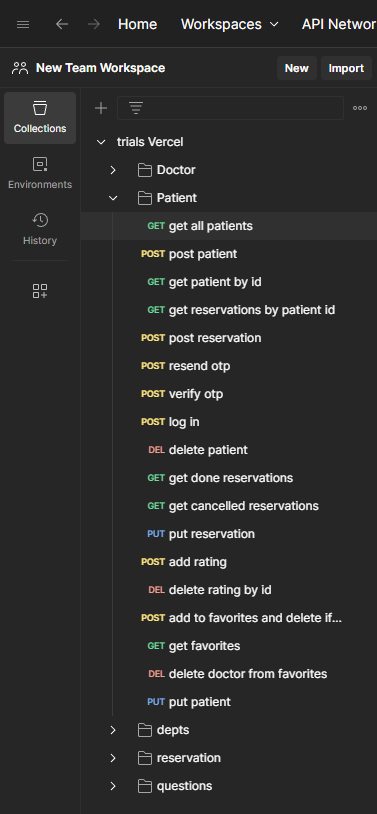 Home Workspaces API Networ
New Team Workspace New Import
Collections
Environments
History
trials Vercel
Doctor
Patient
GET get all patients
POST post patient
GET get patient by id
GET get reservations by patient id
POST post reservation
POST resend otp
POST verify otp
POST log in
DEL delete patient
GET get done reservations
GET get cancelled reservations
PUT put reservation
POST add rating
DEL delete rating by id
POST add to favorites and delete if...
GET get favorites
DEL delete doctor from favorites
PUT put patient
depts
reservation
questions